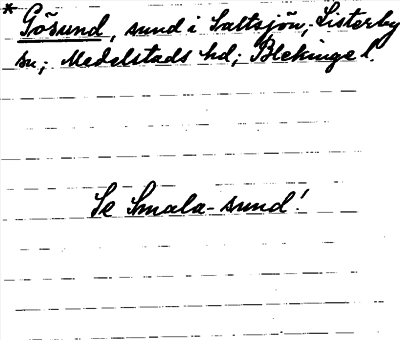 * Gösund, sund i Saltsjön, Listerby
sn; Medelstads hd; Blekinge l.
Se Smala-sund!